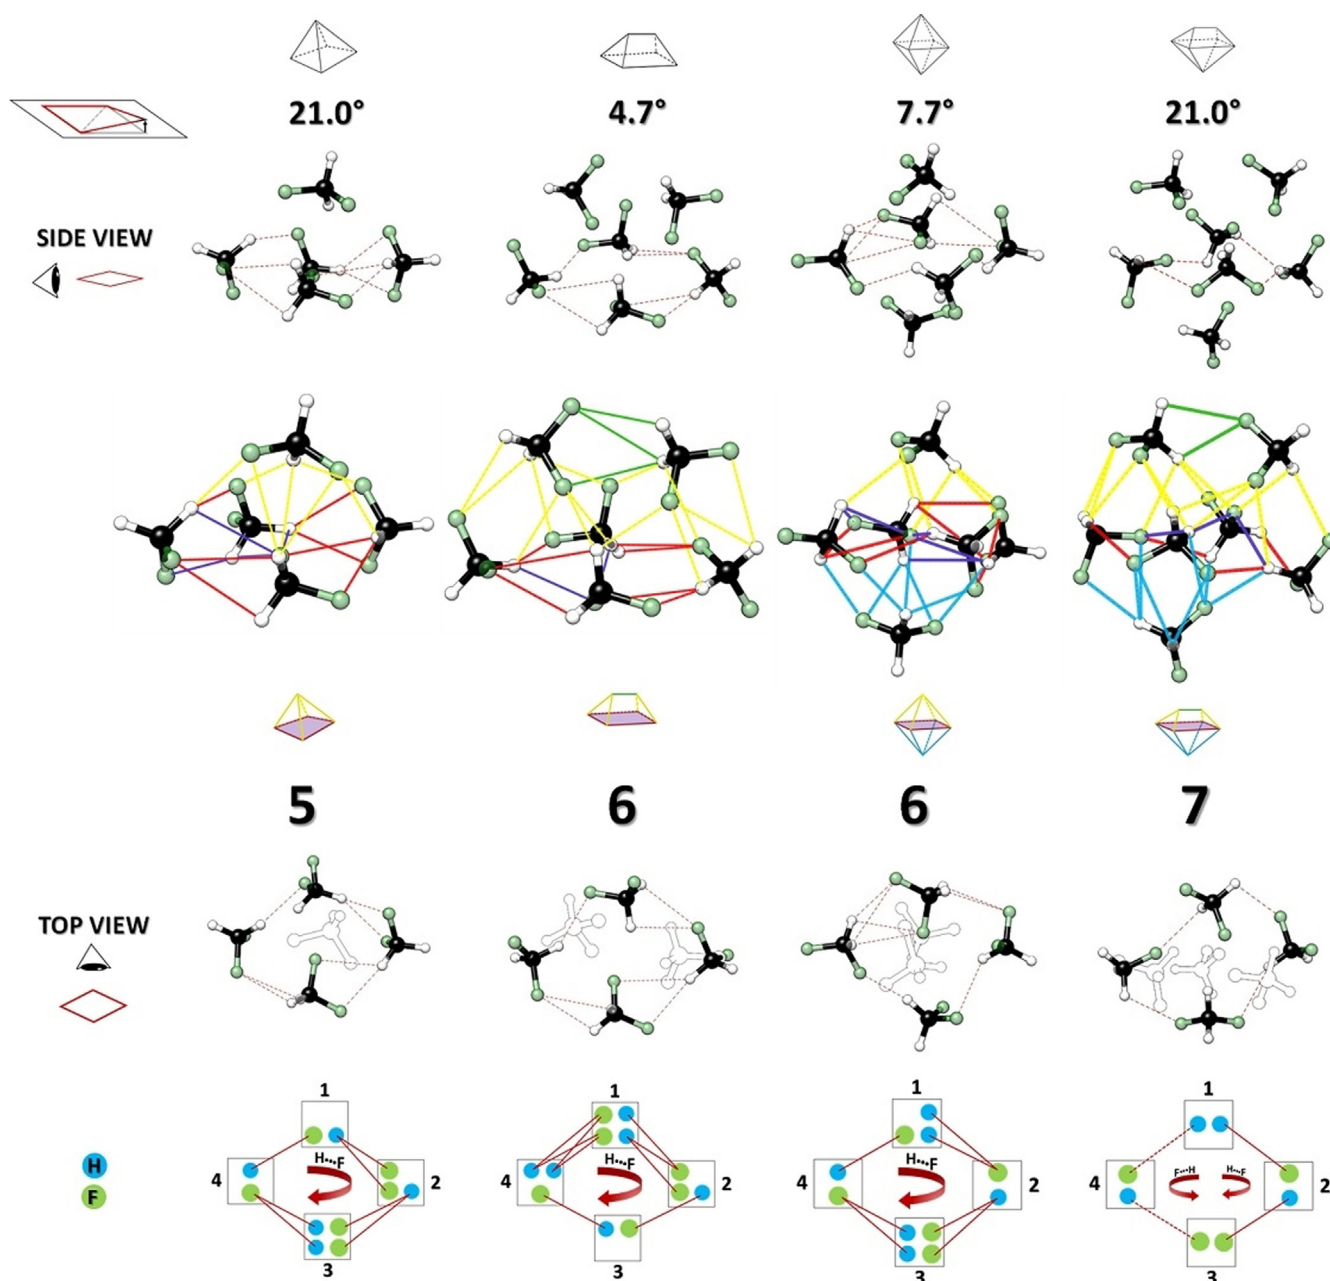 21.0° 4.7° 7.7° 21.0°
SIDE VIEW
5 6 6 7
TOP VIEW
1 1 1 1
H F
H•••F H•••F H•••F F•••H H•••F
4 2 4 2 4 2 4 2
3 3 3 3